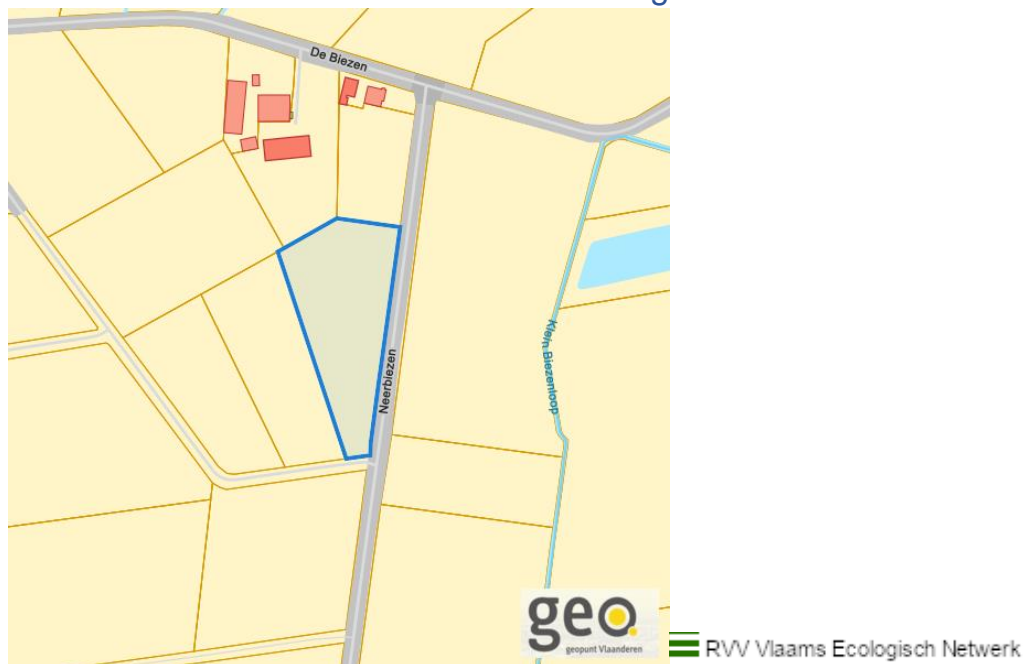 De Biezen
Neerbiezen
Klein Biezenloop
geo.
geopunt Vlaanderen
RVV Vlaams Ecologisch Netwerk